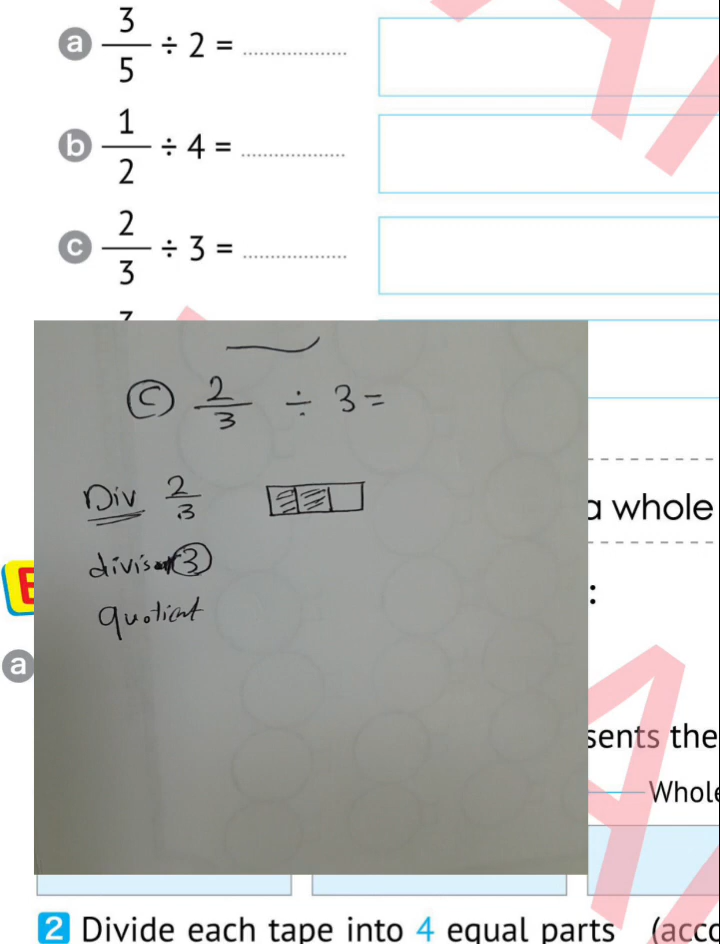 a 3/5 ÷ 2 = ....................
b 1/2 ÷ 4 = ....................
c 2/3 ÷ 3 = ....................
C 2/3 ÷ 3 =
Div 2/3
divisor 3
quotient
a whole
:
a
sents the
Whole
2 Divide each tape into 4 equal parts (acco